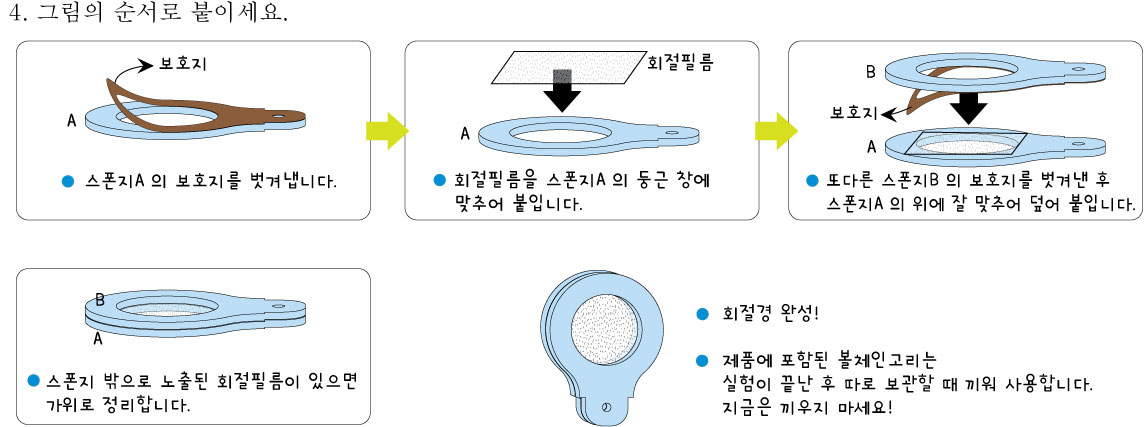 4. 그림의 순서로 붙이세요.
보호지
A
스폰지A 의 보호지를 벗겨냅니다.
회절필름
A
회절필름을 스폰지A 의 둥근 창에
맞추어 붙입니다.
B
보호지
A
또다른 스폰지B 의 보호지를 벗겨낸 후
스폰지A 의 위에 잘 맞추어 덮어 붙입니다.
B
A
스폰지 밖으로 노출된 회절필름이 있으면
가위로 정리합니다.
회절경 완성!
제품에 포함된 볼체인고리는
실험이 끝난 후 따로 보관할 때 끼워 사용합니다.
지금은 끼우지 마세요!